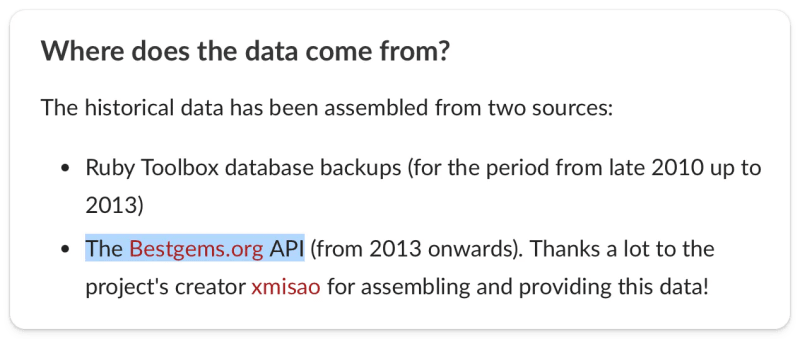 Where does the data come from?
The historical data has been assembled from two sources:
• Ruby Toolbox database backups (for the period from late 2010 up to
2013)
• The Bestgems.org API (from 2013 onwards). Thanks a lot to the
project's creator xmisao for assembling and providing this data!